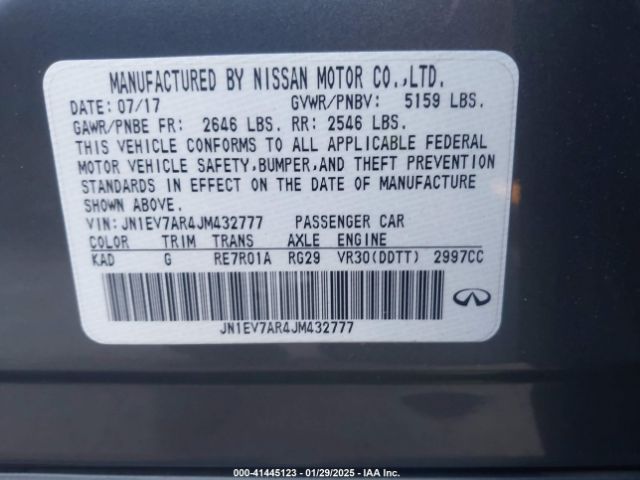 MANUFACTURED BY NISSAN MOTOR CO.,LTD.
DATE: 07/17 GVWR/PNBV: 5159 LBS.
GAWR/PNBE FR: 2646 LBS. RR: 2546 LBS.
THIS VEHICLE CONFORMS TO ALL APPLICABLE FEDERAL
MOTOR VEHICLE SAFETY,BUMPER,AND THEFT PREVENTION
STANDARDS IN EFFECT ON THE DATE OF MANUFACTURE
SHOWN ABOVE.
VIN: JN1EV7AR4JM432777 PASSENGER CAR
COLOR TRIM TRANS AXLE ENGINE
KAD G RE7R01A RG29 VR30(DDTT) 2997CC
JN1EV7AR4JM432777
000-41445123 - 01/29/2025 - IAA Inc.